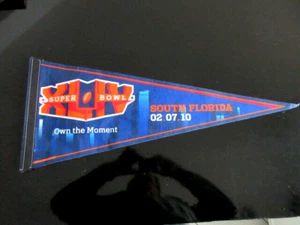 XLIV
SUPER BOWL
SOUTH FLORIDA
02 07.10
Own the Moment